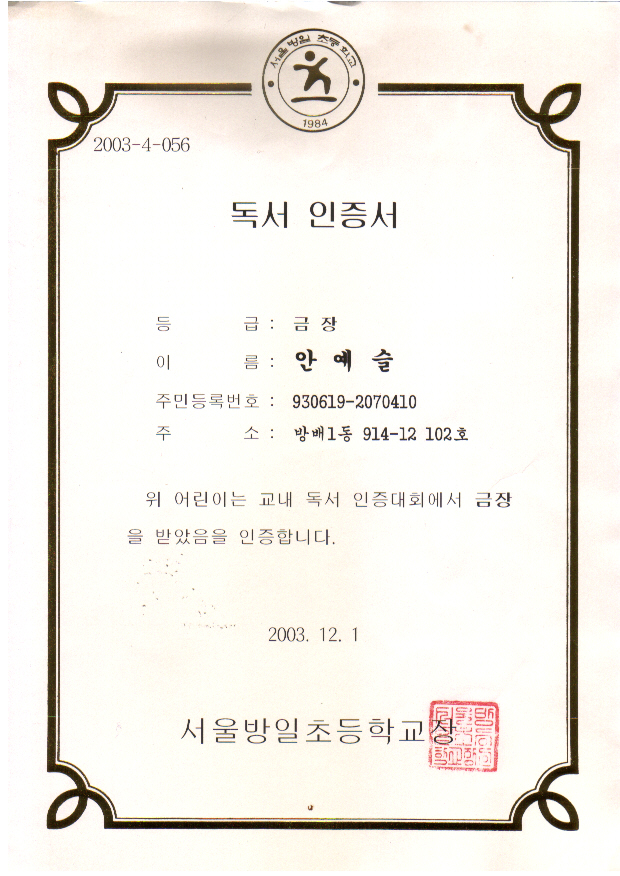 서울방일초등학교
1984
2003-4-056
독서 인증서
등 급 : 금 장
이 름 : 안 예 슬
주민등록번호 : 930619-2070410
주 소 : 방배1동 914-12 102호
위 어린이는 교내 독서 인증대회에서 금장
을 받았음을 인증합니다.
2003. 12. 1
서울방일초등학교장